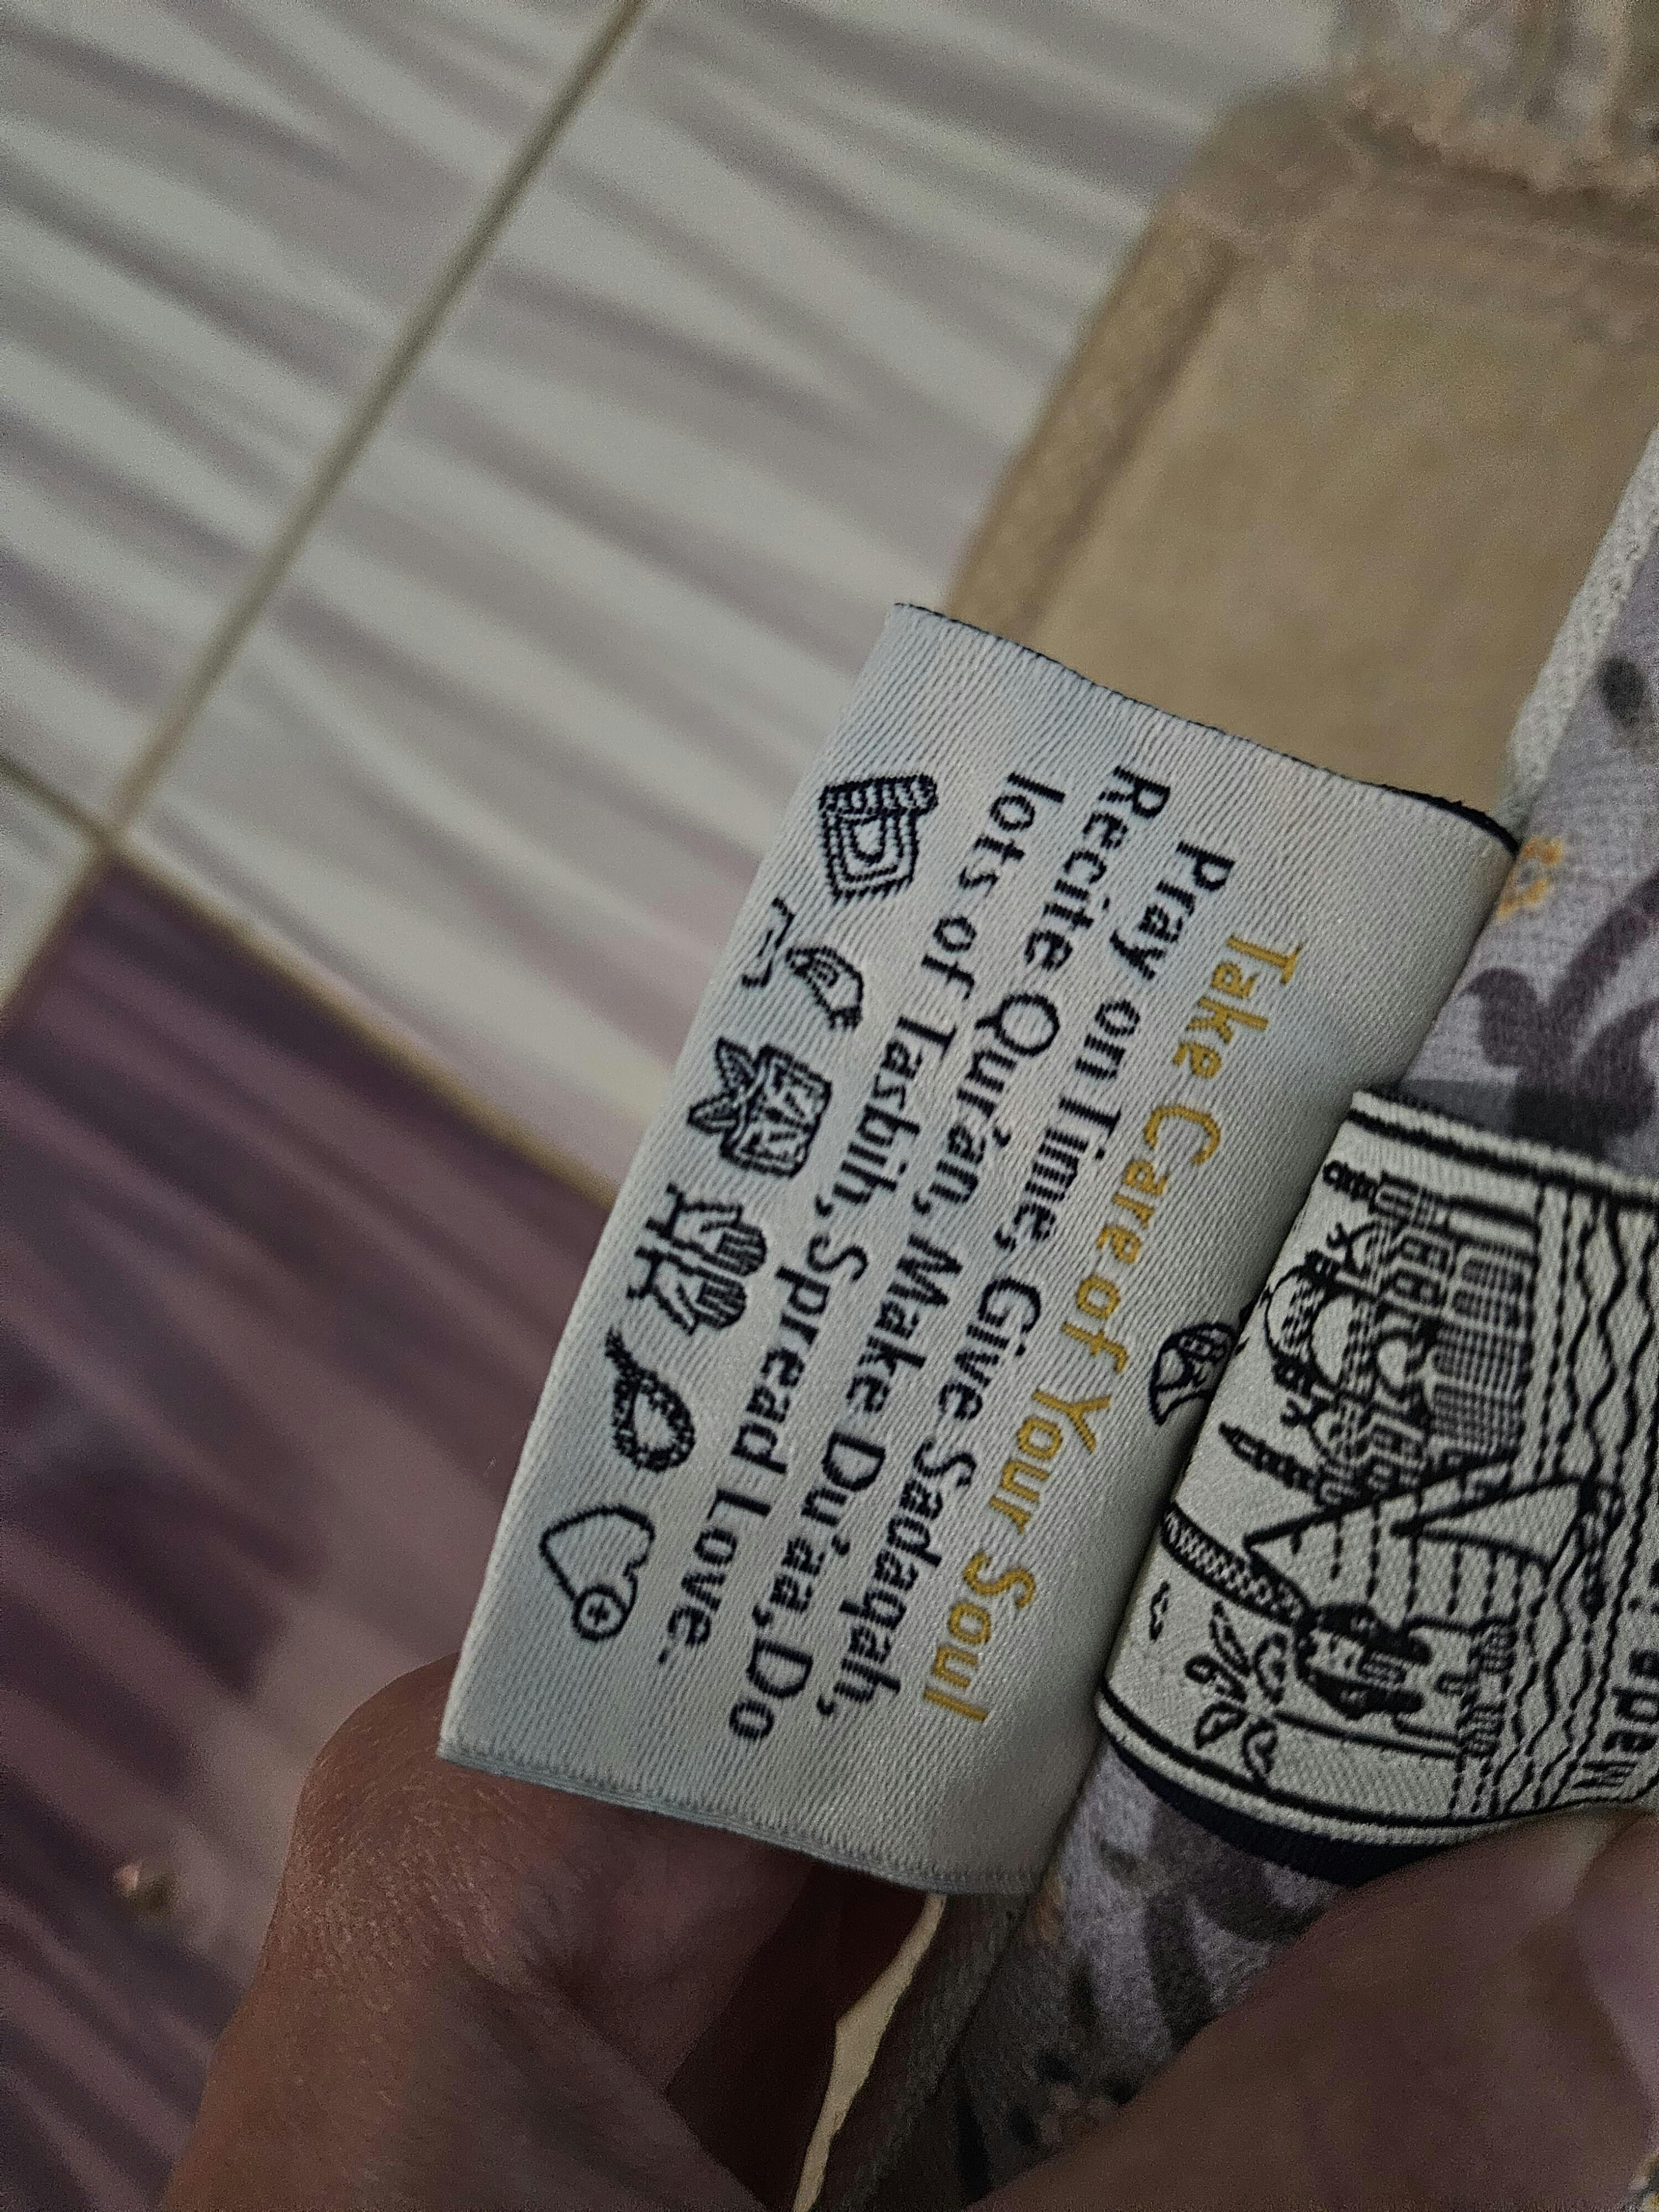 Take Care of Your Soul
Pray on Time, Give Sadaqah,
Recite Qur'an, Make Du'aa, Do
lots of Tasbih, Spread Love.